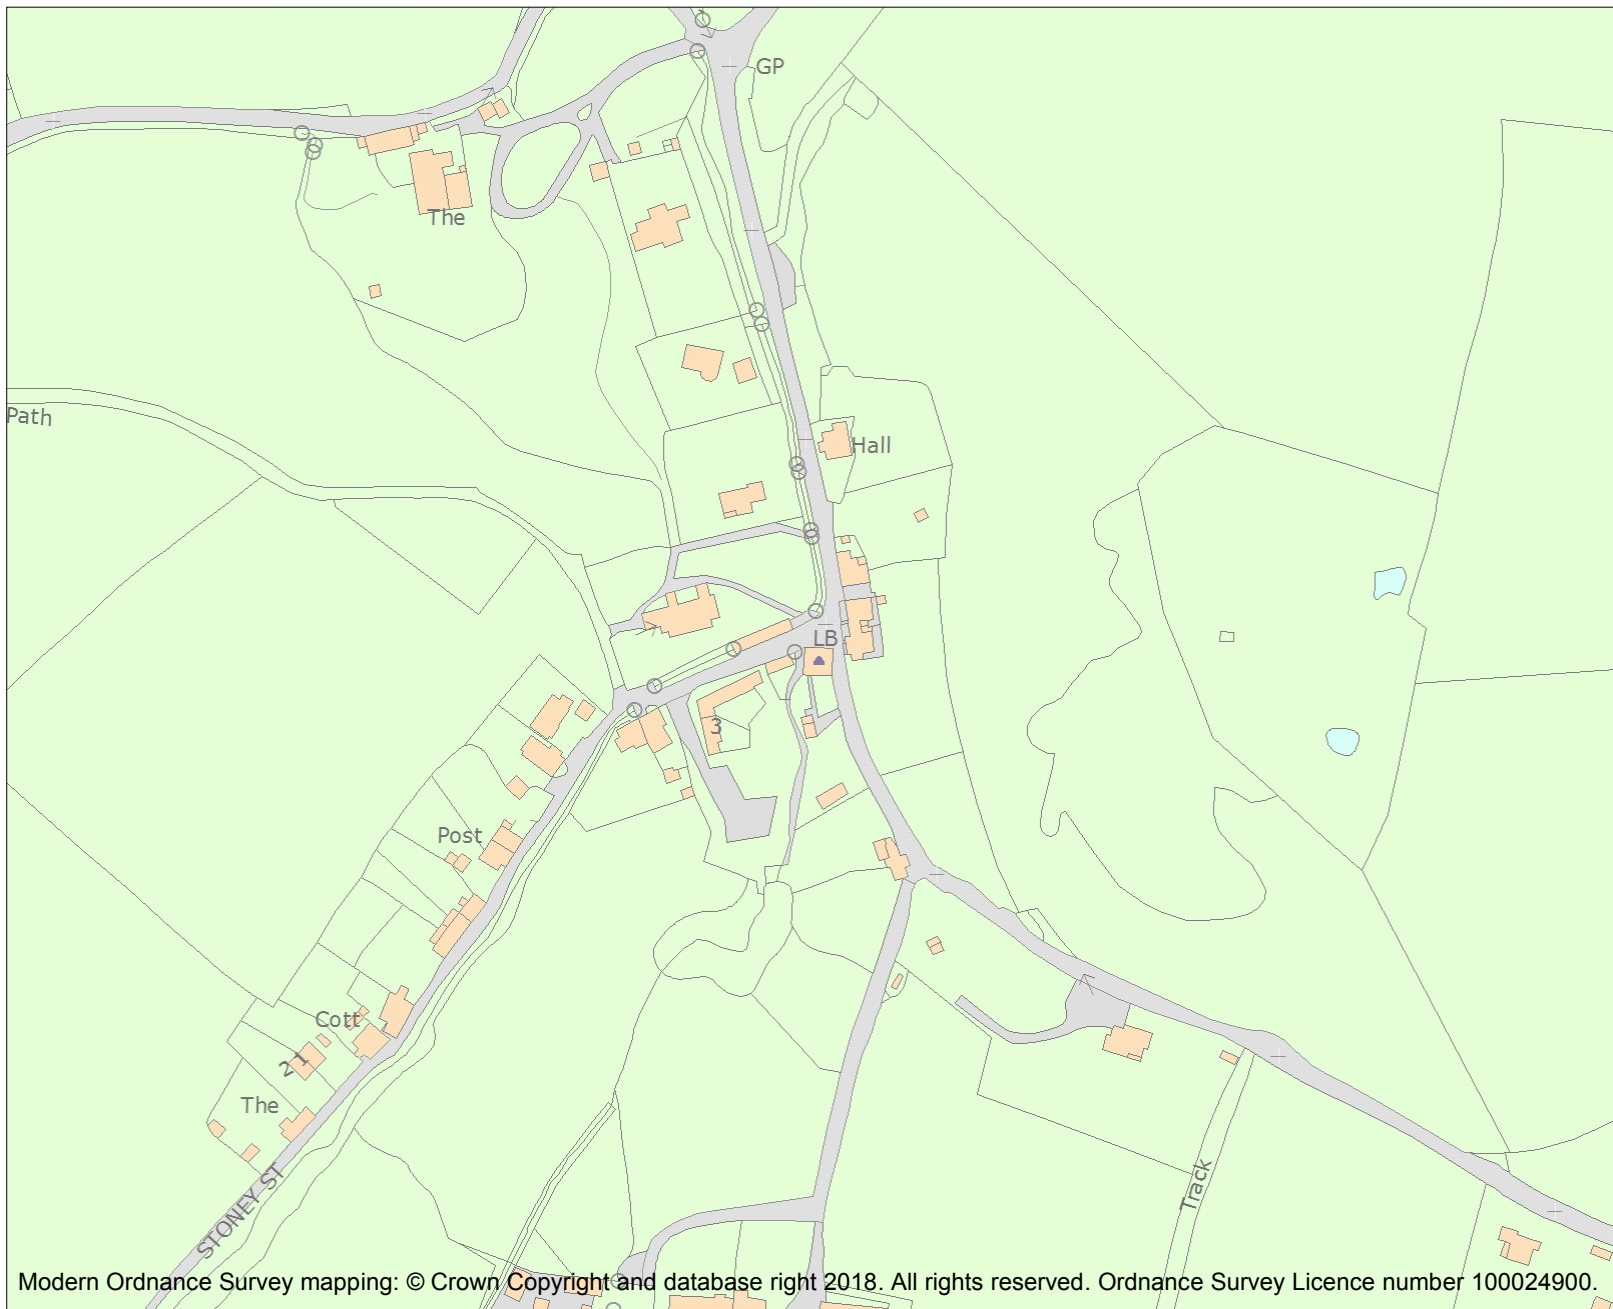 GP
The
Path
Hall
LB
3
Post
Cott
2 1
The
STONEY ST
Track
Modern Ordnance Survey mapping: © Crown Copyright and database right 2018. All rights reserved. Ordnance Survey Licence number 100024900.